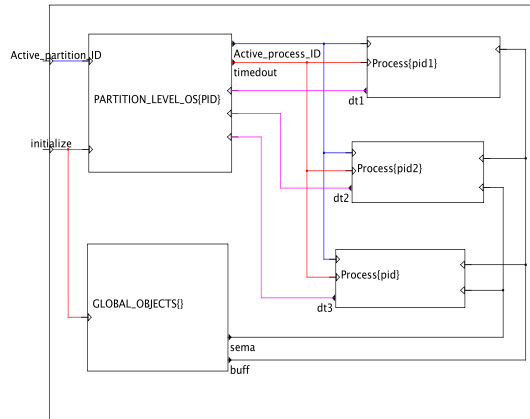 Active_partition_ID
Active_process_ID
timedout
Process{pid1}
PARTITION_LEVEL_OS{PID}
dt1
initialize
Process{pid2}
dt2
Process{pid}
GLOBAL_OBJECTS{}
dt3
sema
buff